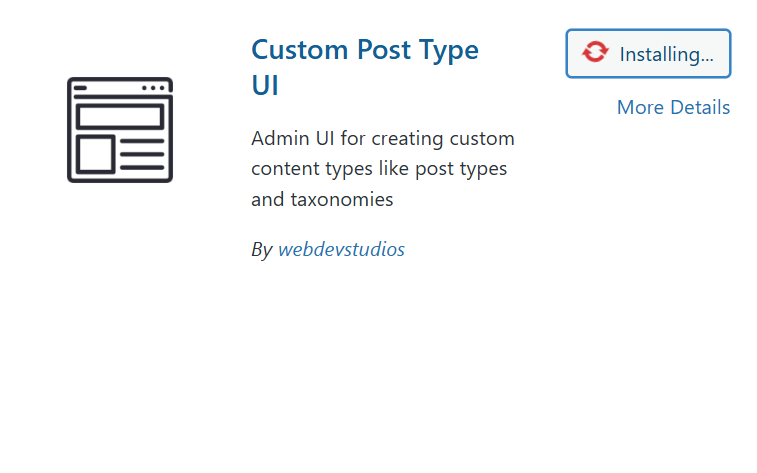 Custom Post Type
UI
Installing...
More Details
Admin UI for creating custom
content types like post types
and taxonomies
By webdevstudios